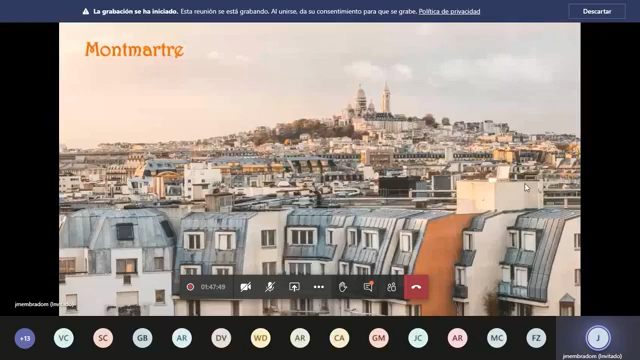 La grabación se ha iniciado. Esta reunión se está grabando. Al unirse, da su consentimiento para que se grabe. Política de privacidad
Descartar
Montmartre
01:47:49
jmembradom (Invitado)
+13
VC
SC
GB
AR
DV
WD
AR
CA
GM
JC
AR
MC
FZ
J
jmembradom (Invitado)